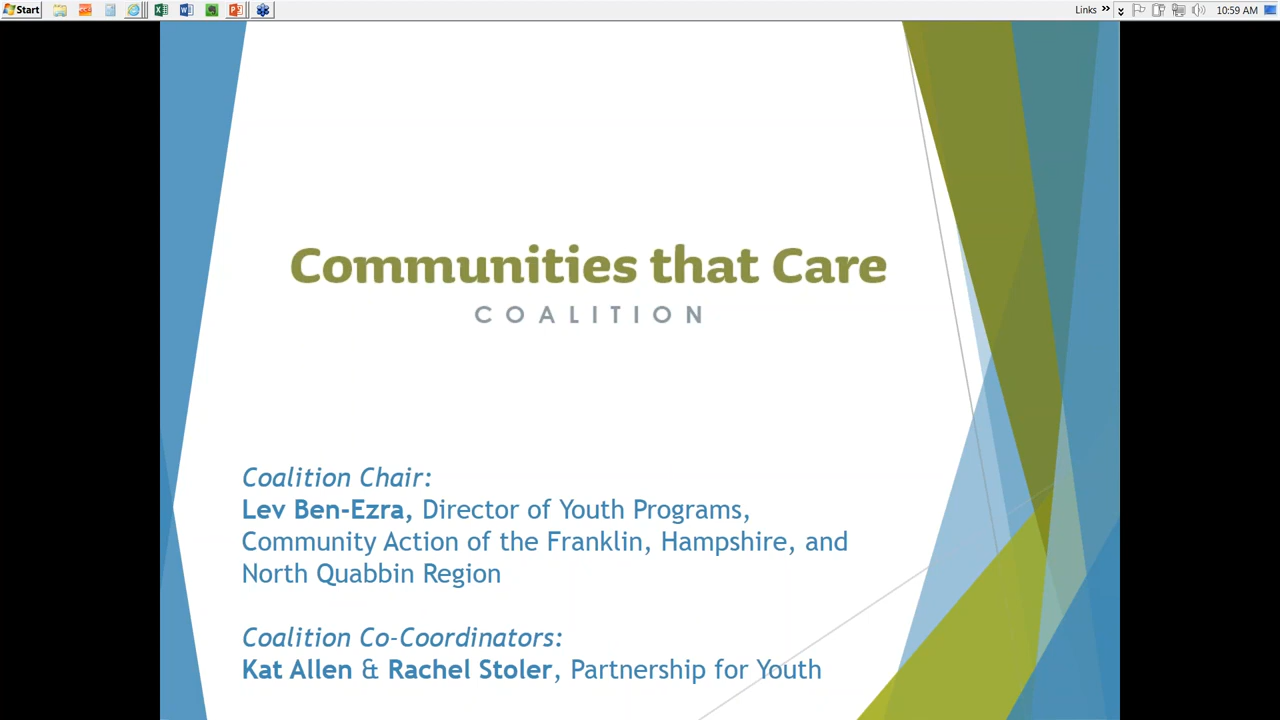 Start
Links »
10:59 AM
Communities that Care
COALITION
Coalition Chair:
Lev Ben-Ezra, Director of Youth Programs,
Community Action of the Franklin, Hampshire, and
North Quabbin Region
Coalition Co-Coordinators:
Kat Allen & Rachel Stoler, Partnership for Youth